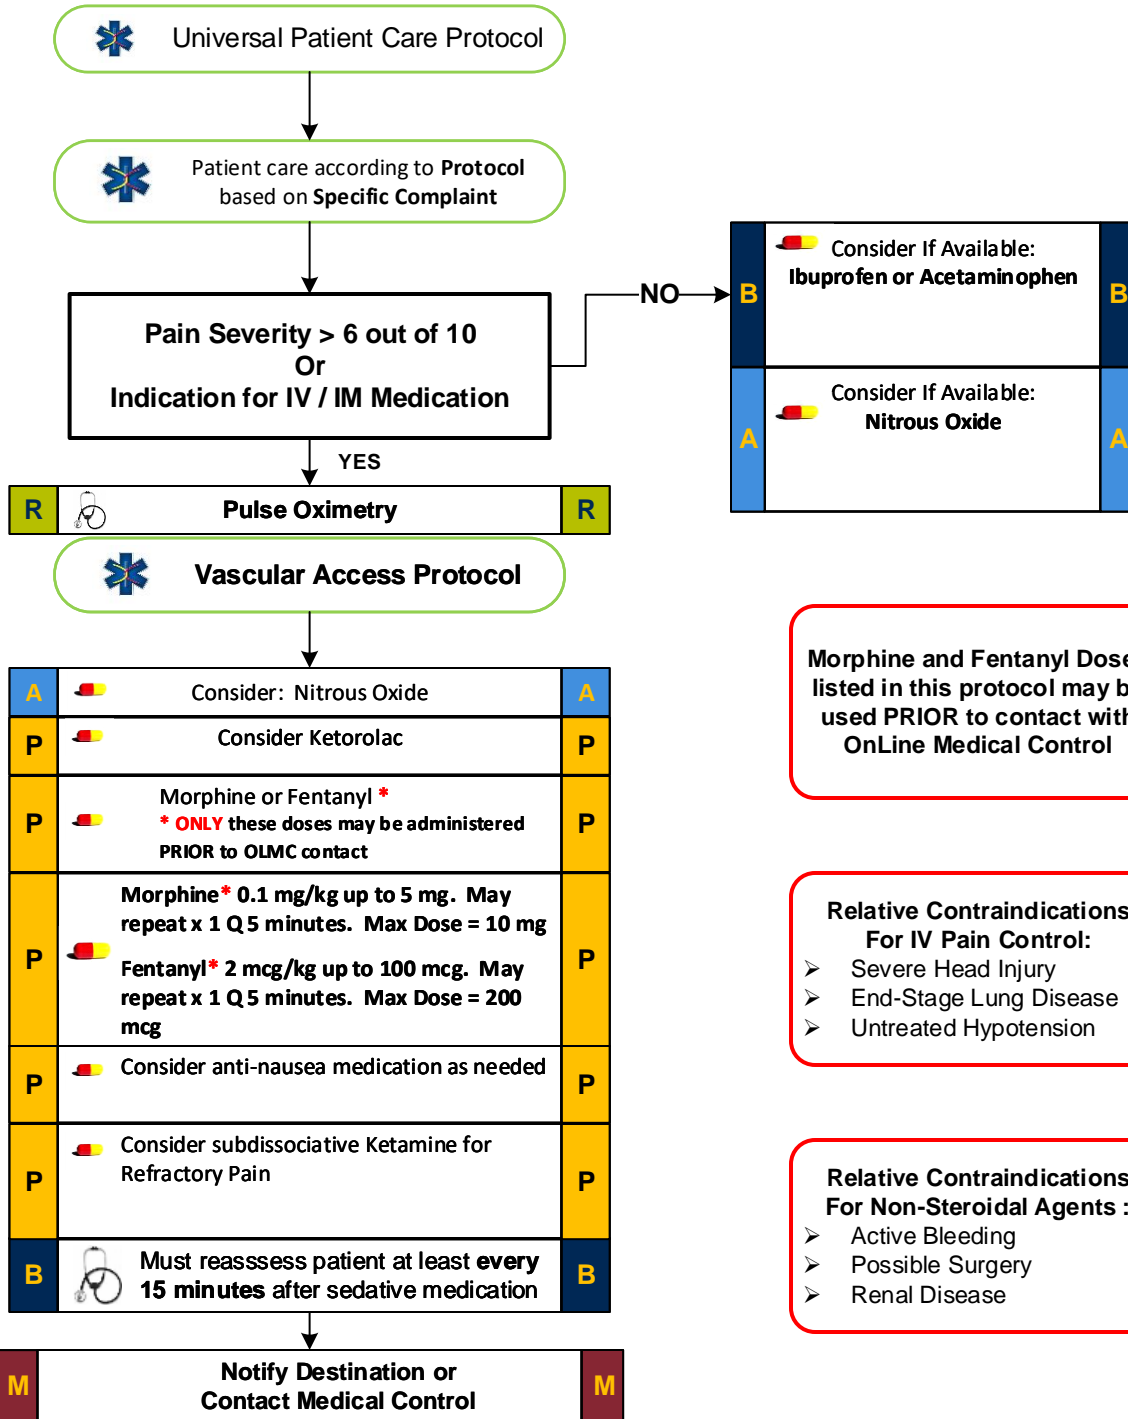 Universal Patient Care Protocol
Patient care according to Protocol
based on Specific Complaint
Pain Severity > 6 out of 10
Or
Indication for IV / IM Medication
NO
B
Consider If Available:
Ibuprofen or Acetaminophen
B
A
Consider If Available:
Nitrous Oxide
A
YES
R
Pulse Oximetry
R
Vascular Access Protocol
A
Consider: Nitrous Oxide
A
P
Consider Ketorolac
P
P
Morphine or Fentanyl *
* ONLY these doses may be administered
PRIOR to OLMC contact
P
P
Morphine* 0.1 mg/kg up to 5 mg. May
repeat x 1 Q 5 minutes. Max Dose = 10 mg
Fentanyl* 2 mcg/kg up to 100 mcg. May
repeat x 1 Q 5 minutes. Max Dose = 200
mcg
P
P
Consider anti-nausea medication as needed
P
P
Consider subdissociative Ketamine for
Refractory Pain
P
B
Must reasssess patient at least every
15 minutes after sedative medication
B
M
Notify Destination or
Contact Medical Control
M
Morphine and Fentanyl Dose
listed in this protocol may b
used PRIOR to contact with
OnLine Medical Control
Relative Contraindications
For IV Pain Control:
➢ Severe Head Injury
➢ End-Stage Lung Disease
➢ Untreated Hypotension
Relative Contraindications
For Non-Steroidal Agents :
➢ Active Bleeding
➢ Possible Surgery
➢ Renal Disease